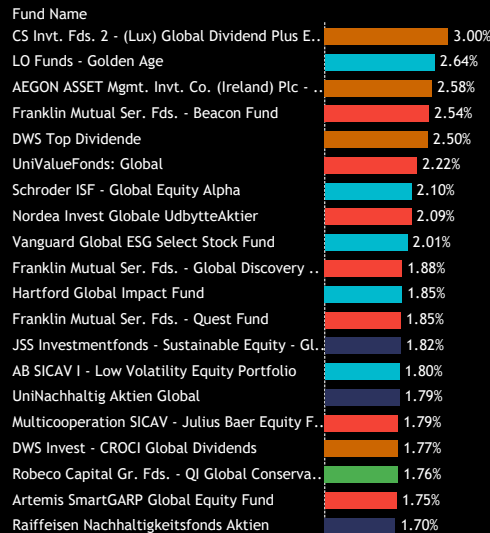 Fund Name
CS Invt. Fds. 2 - (Lux) Global Dividend Plus E.. 3.00%
LO Funds - Golden Age 2.64%
AEGON ASSET Mgmt. Invt. Co. (Ireland) Plc - .. 2.58%
Franklin Mutual Ser. Fds. - Beacon Fund 2.54%
DWS Top Dividende 2.50%
UniValueFonds: Global 2.22%
Schroder ISF - Global Equity Alpha 2.10%
Nordea Invest Globale UdbytteAktier 2.09%
Vanguard Global ESG Select Stock Fund 2.01%
Franklin Mutual Ser. Fds. - Global Discovery .. 1.88%
Hartford Global Impact Fund 1.85%
Franklin Mutual Ser. Fds. - Quest Fund 1.85%
JSS Investmentfonds - Sustainable Equity - Gl.. 1.82%
AB SICAV I - Low Volatility Equity Portfolio 1.80%
UniNachhaltig Aktien Global 1.79%
Multicooperation SICAV - Julius Baer Equity F.. 1.79%
DWS Invest - CROCI Global Dividends 1.77%
Robeco Capital Gr. Fds. - QI Global Conserva.. 1.76%
Artemis SmartGARP Global Equity Fund 1.75%
Raiffeisen Nachhaltigkeitsfonds Aktien 1.70%